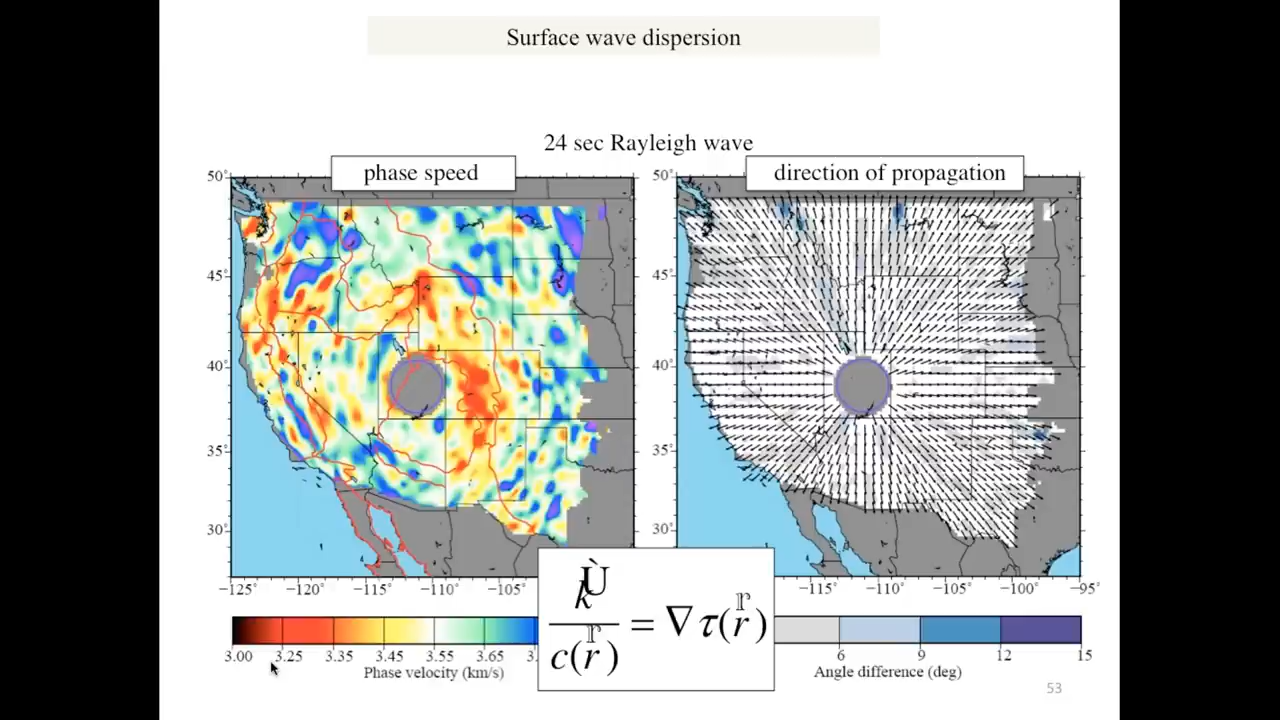 Surface wave dispersion
24 sec Rayleigh wave
phase speed
direction of propagation
50°
45°
40°
35°
30°
−125° −120° −115° −110° −105°
50°
45°
40°
35°
30°
−115° −110° −105° −100° −95°
3.00 3.25 3.35 3.45 3.55 3.65 3.
Phase velocity (km/s)
k̂ / c(r) = ∇τ(r)
6 9 12 15
Angle difference (deg)
53